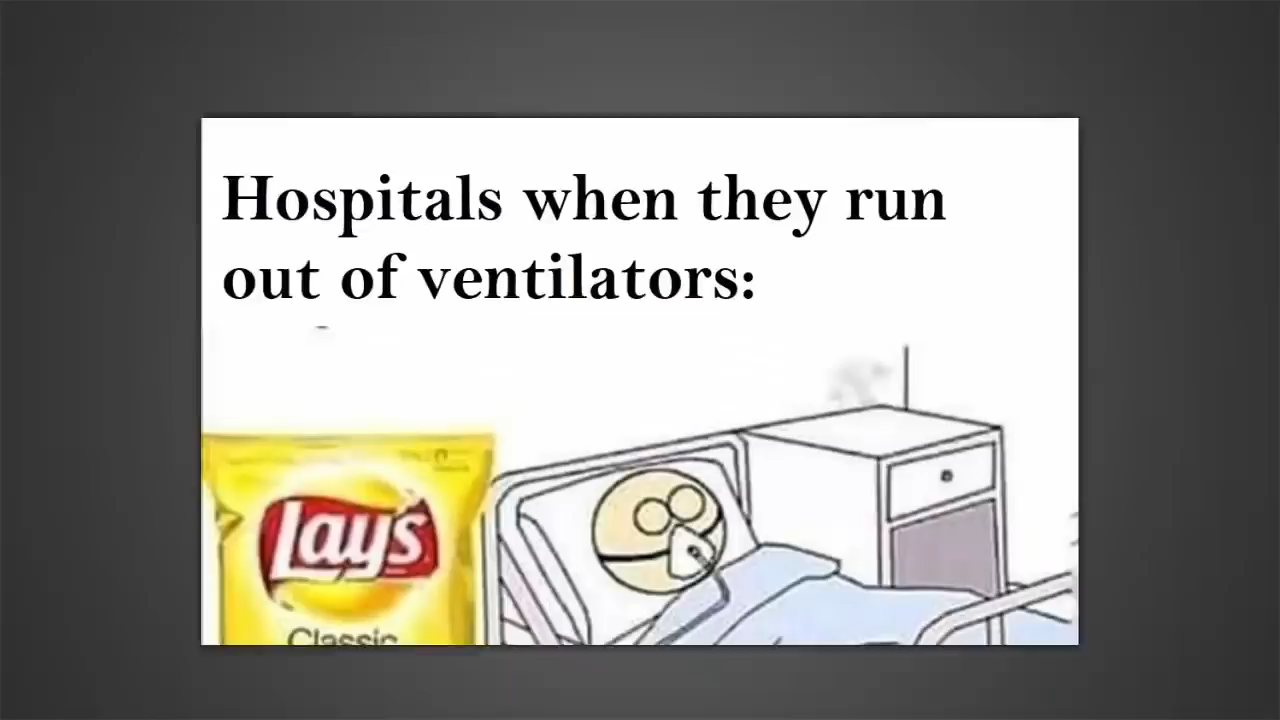 Hospitals when they run
out of ventilators:
Lay's
Classic